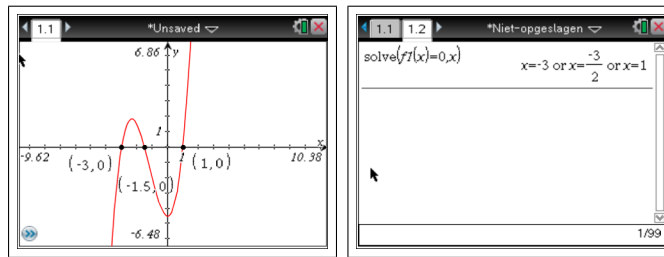 1.1
*Unsaved
6.86 y
1
x
-9.62
(-3,0)
1
(1,0)
10.38
(-1.5,0)
-6.48
1.1 1.2
*Niet-opgeslagen
solve(f1(x)=0,x)
x=-3 or x=-3/2 or x=1
1/99